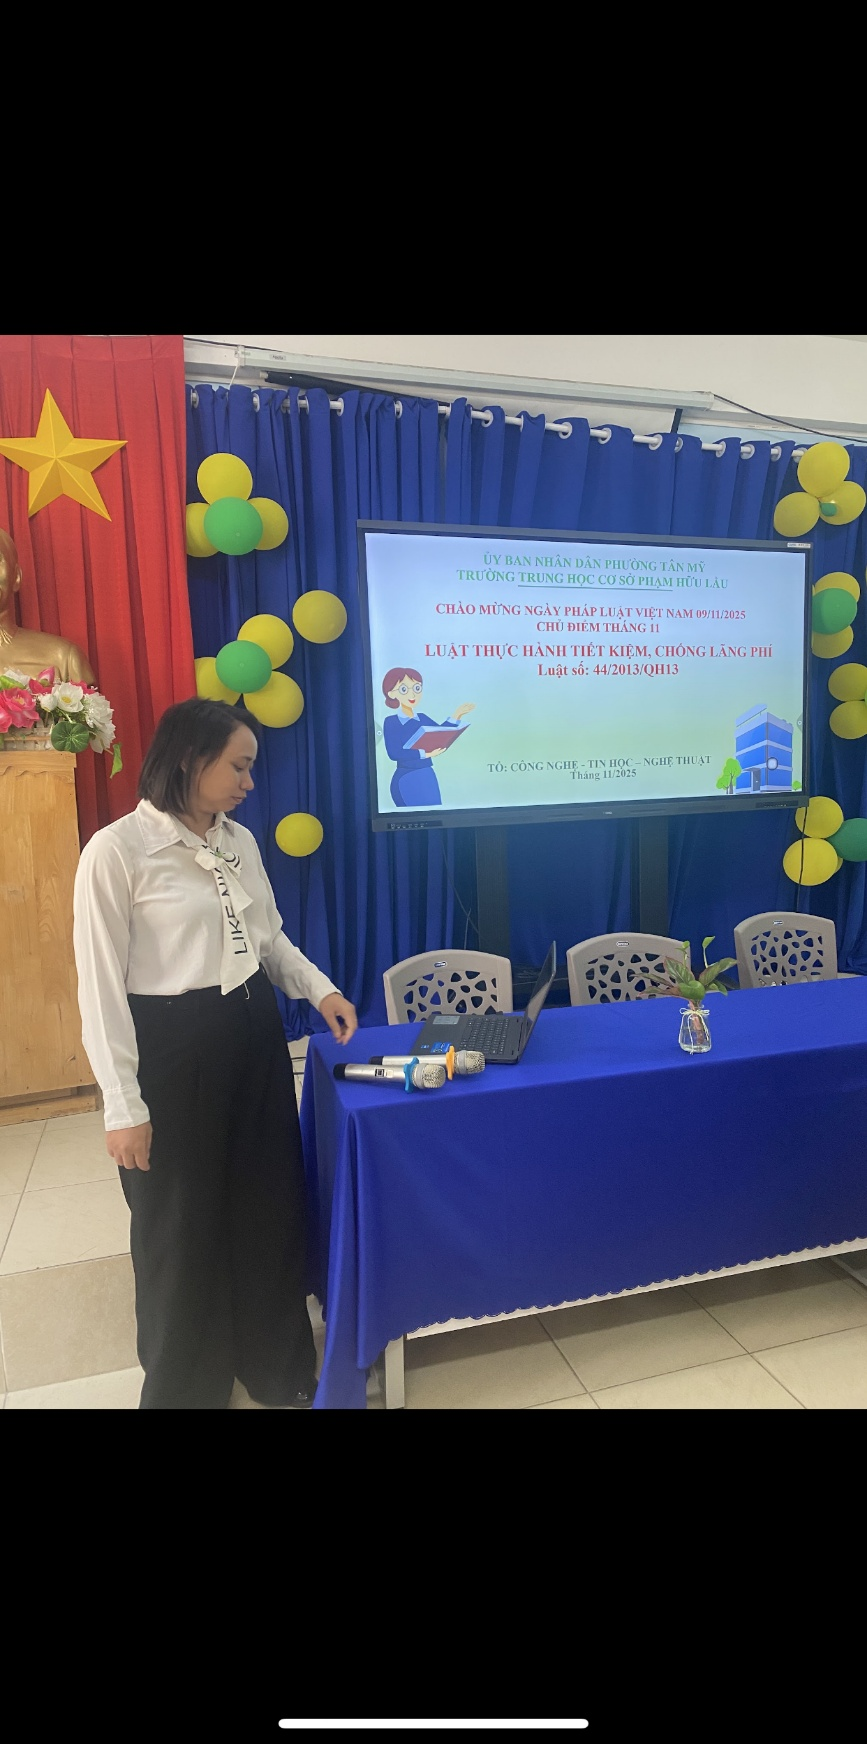 ỦY BAN NHÂN DÂN PHƯỜNG TÂN MỸ
TRƯỜNG TRUNG HỌC CƠ SỞ PHẠM HỮU LẦU
CHÀO MỪNG NGÀY PHÁP LUẬT VIỆT NAM 09/11/2025
CHỦ ĐIỂM THÁNG 11
LUẬT THỰC HÀNH TIẾT KIỆM, CHỐNG LÃNG PHÍ
Luật số: 44/2013/QH13
TỔ: CÔNG NGHỆ - TIN HỌC – NGHỆ THUẬT
Tháng 11/2025
LIKE